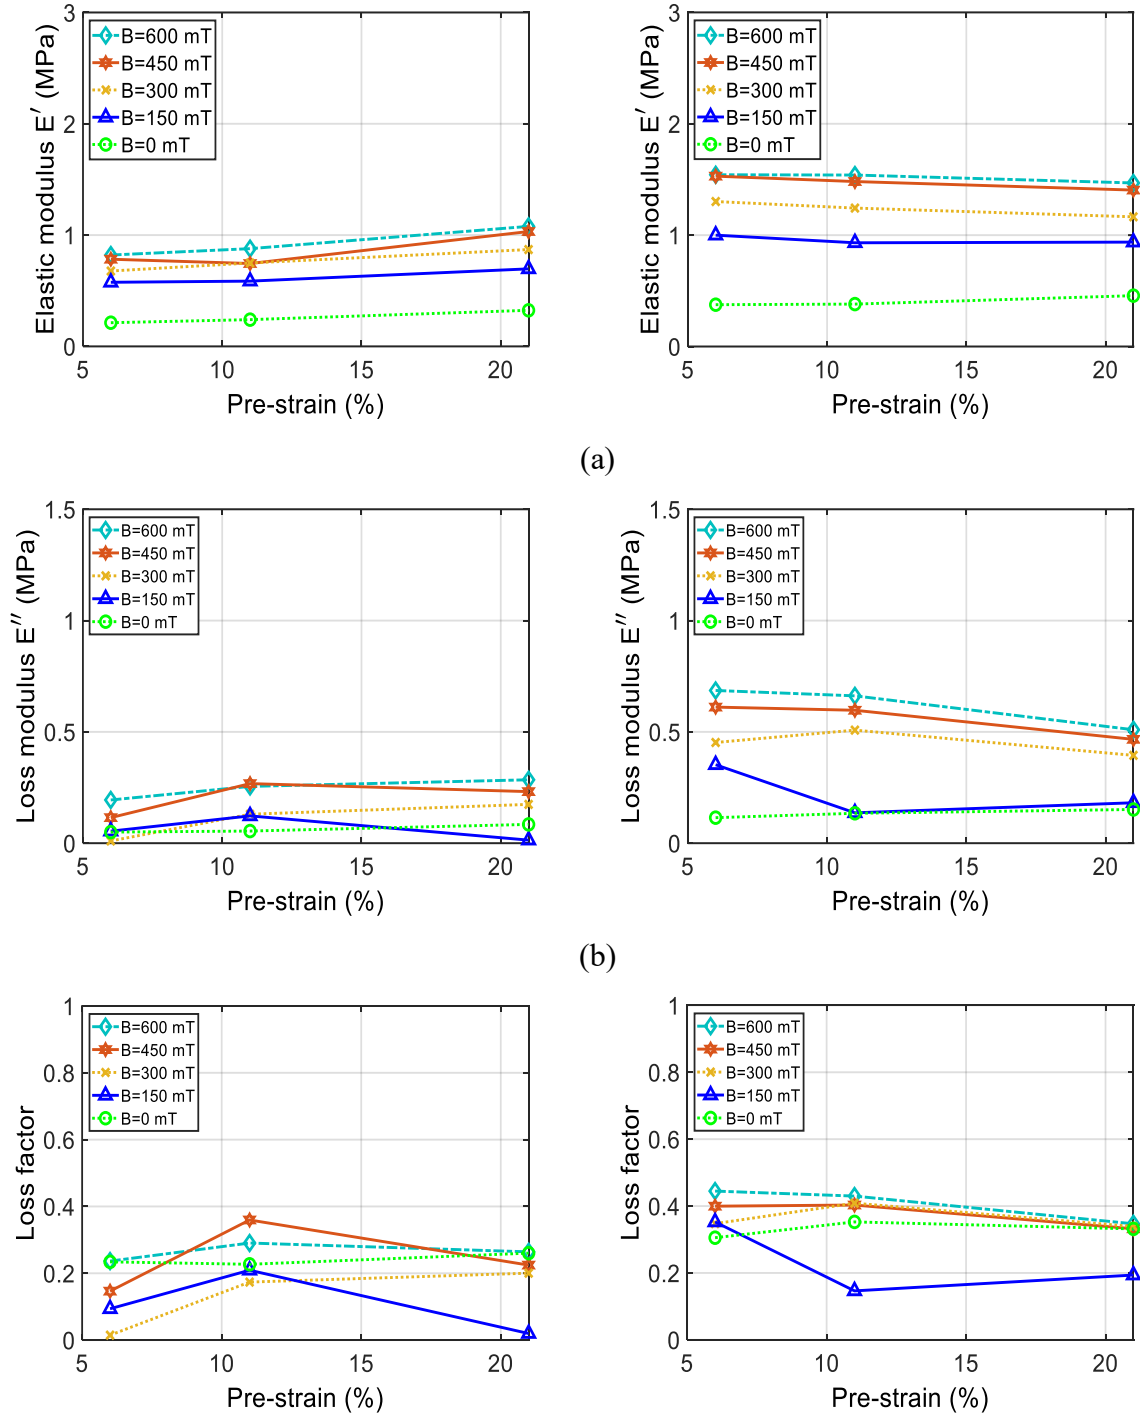 3
2
1
0
Elastic modulus E′ (MPa)
B=600 mT
B=450 mT
B=300 mT
B=150 mT
B=0 mT
5
10
15
20
Pre-strain (%)
3
2
1
0
Elastic modulus E′ (MPa)
B=600 mT
B=450 mT
B=300 mT
B=150 mT
B=0 mT
5
10
15
20
Pre-strain (%)
(a)
1.5
1
0.5
0
Loss modulus E″ (MPa)
B=600 mT
B=450 mT
B=300 mT
B=150 mT
B=0 mT
5
10
15
20
Pre-strain (%)
1.5
1
0.5
0
Loss modulus E″ (MPa)
B=600 mT
B=450 mT
B=300 mT
B=150 mT
B=0 mT
5
10
15
20
Pre-strain (%)
(b)
1
0.8
0.6
0.4
0.2
0
Loss factor
B=600 mT
B=450 mT
B=300 mT
B=150 mT
B=0 mT
5
10
15
20
Pre-strain (%)
1
0.8
0.6
0.4
0.2
0
Loss factor
B=600 mT
B=450 mT
B=300 mT
B=150 mT
B=0 mT
5
10
15
20
Pre-strain (%)